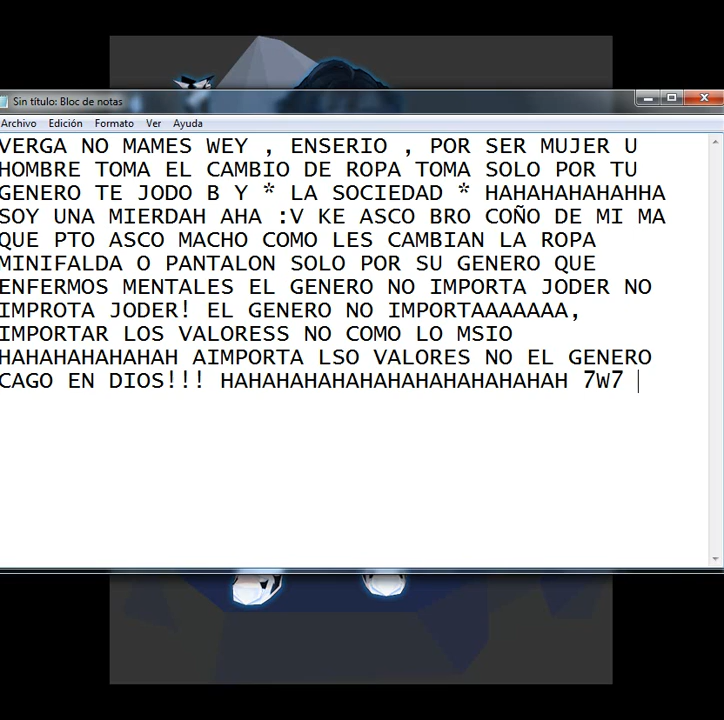 Sin título: Bloc de notas
Archivo Edición Formato Ver Ayuda
VERGA NO MAMES WEY , ENSERIO , POR SER MUJER U
HOMBRE TOMA EL CAMBIO DE ROPA TOMA SOLO POR TU
GENERO TE JODO B Y * LA SOCIEDAD * HAHAHAHAHAHHA
SOY UNA MIERDAH AHA :V KE ASCO BRO COÑO DE MI MA
QUE PTO ASCO MACHO COMO LES CAMBIAN LA ROPA
MINIFALDA O PANTALON SOLO POR SU GENERO QUE
ENFERMOS MENTALES EL GENERO NO IMPORTA JODER NO
IMPROTA JODER! EL GENERO NO IMPORTAAAAAAA,
IMPORTAR LOS VALORESS NO COMO LO MSIO
HAHAHAHAHAHAH AIMPORTA LSO VALORES NO EL GENERO
CAGO EN DIOS!!! HAHAHAHAHAHAHAHAHAHAHAHAH 7W7